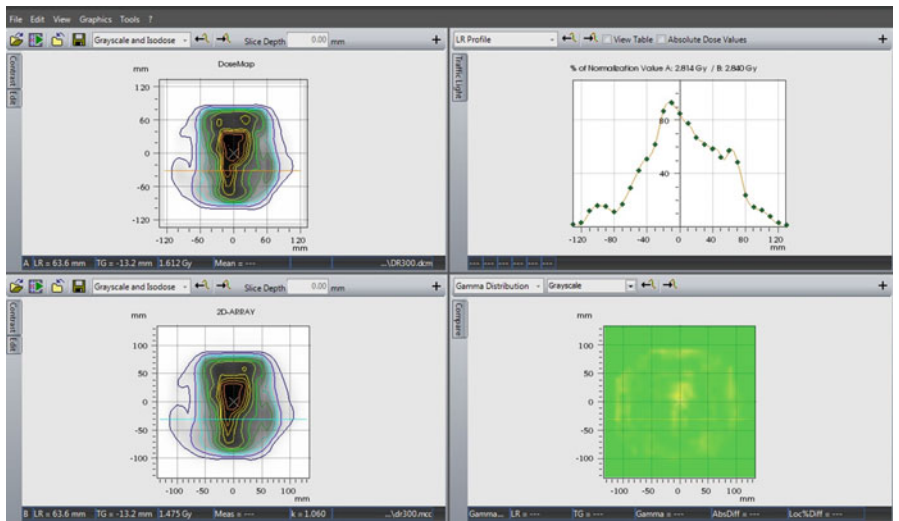 File Edit View Graphics Tools ?
Grayscale and Isodose Slice Depth 0.00 mm
Contrast Edit
DoseMap
mm
120
60
0
-60
-120
-120 -60 0 60 120
mm
A LR = 63.6 mm TG = -13.2 mm 1.612 Gy Mean = --- ...\DR300.dcm
LR Profile View Table Absolute Dose Values
Traffic Light
% of Normalization Value A: 2.814 Gy / B: 2.840 Gy
80
40
-120 -60 0 60 120
mm
--- --- --- --- --- ---
Grayscale and Isodose Slice Depth 0.00 mm
Contrast Edit
2D-ARRAY
mm
100
50
0
-50
-100
-100 -50 0 50 100
mm
B LR = 63.6 mm TG = -13.2 mm 1.475 Gy Meas = --- k = 1.060 ...\dr300.mcc
Gamma Distribution Grayscale
Compare
mm
100
50
0
-50
-100
-100 -50 0 50 100
mm
Gamma... LR = --- TG = --- Gamma = --- AbsDiff = --- Loc%Diff = ---